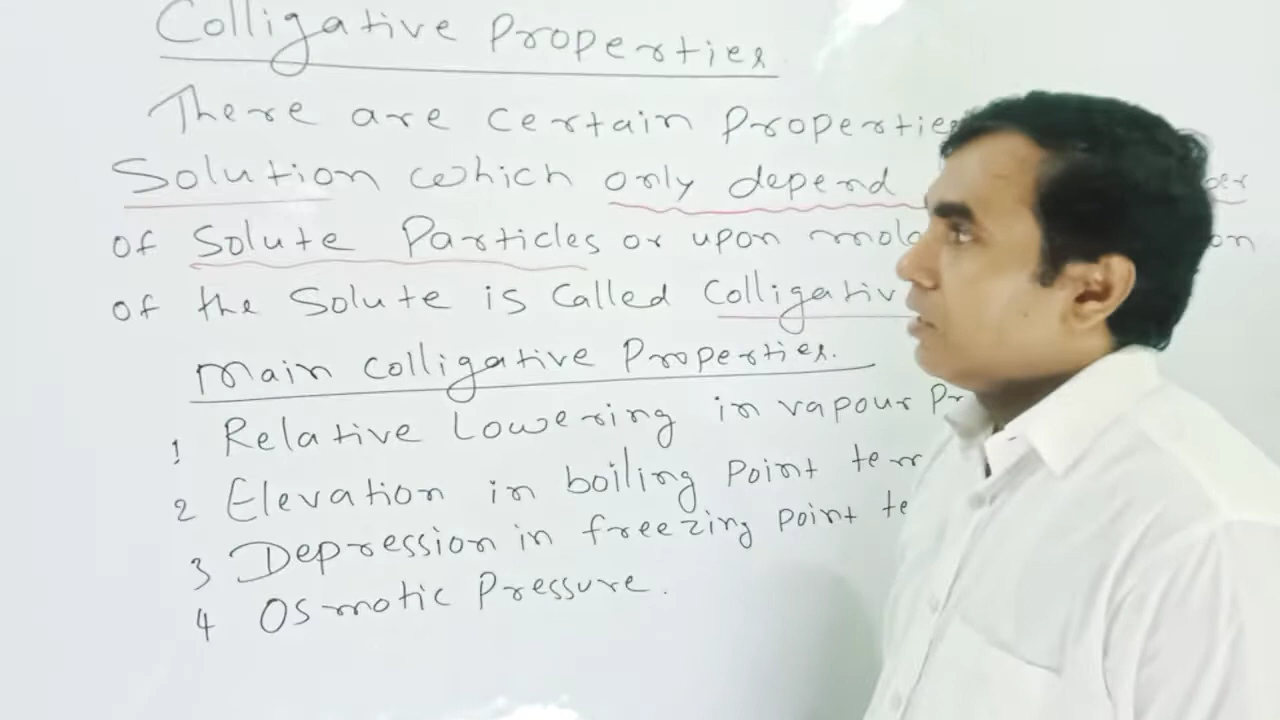 Colligative Properties
There are certain Properties
Solution which only depend
of Solute Particles or upon
of the Solute is Called
Main Colligative Properties.
1 Relative Lowering in vapour
2 Elevation in boiling Point
3 Depression in freezing Point
4 Osmotic Pressure.